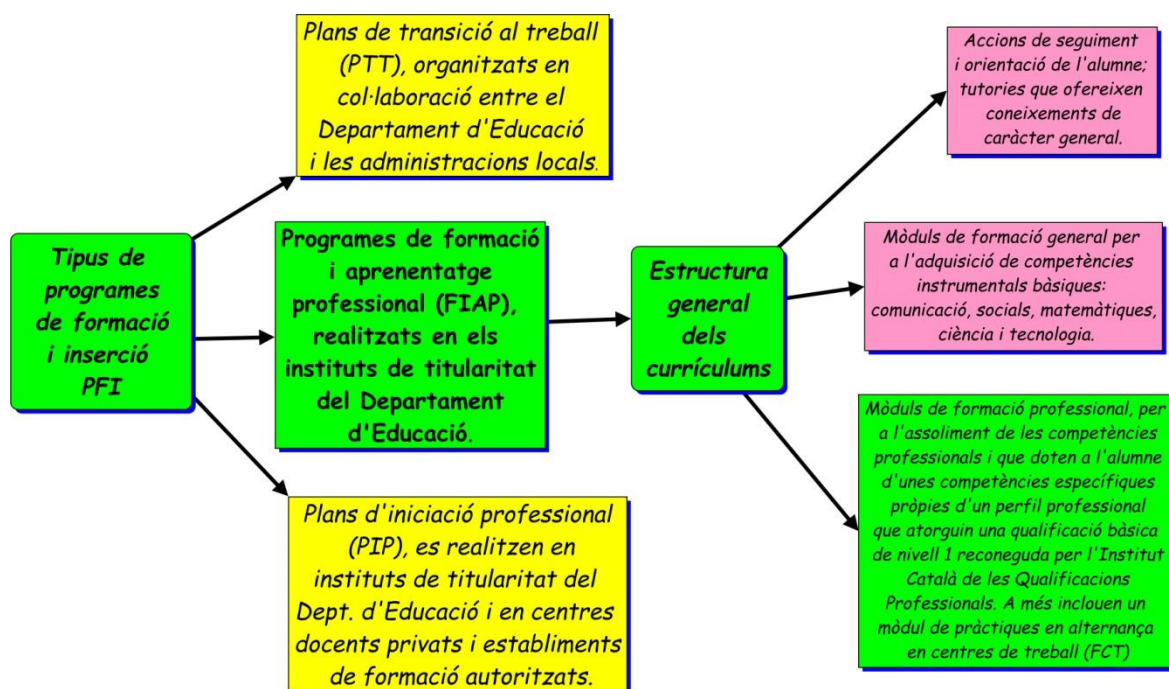 Plans de transició al treball
(PTT), organitzats en
col·laboració entre el
Departament d'Educació
i les administracions locals.
Tipus de
programes
de formació
i inserció
PFI
Programes de formació
i aprenentatge
professional (FIAP),
realitzats en els
instituts de titularitat
del Departament
d'Educació.
Plans d'iniciació professional
(PIP), es realitzen en
instituts de titularitat del
Dept. d'Educació i en centres
docents privats i establiments
de formació autoritzats.
Estructura
general
dels
currículums
Accions de seguiment
i orientació de l'alumne;
tutories que ofereixen
coneixements de
caràcter general.
Mòduls de formació general per
a l'adquisició de competències
instrumentals bàsiques:
comunicació, socials, matemàtiques,
ciència i tecnologia.
Mòduls de formació professional, per
a l'assoliment de les competències
professionals i que doten a l'alumne
d'unes competències específiques
pròpies d'un perfil professional
que atorguin una qualificació bàsica
de nivell 1 reconeguda per l'Institut
Català de les Qualificacions
Professionals. A més inclouen un
mòdul de pràctiques en alternança
en centres de treball (FCT)